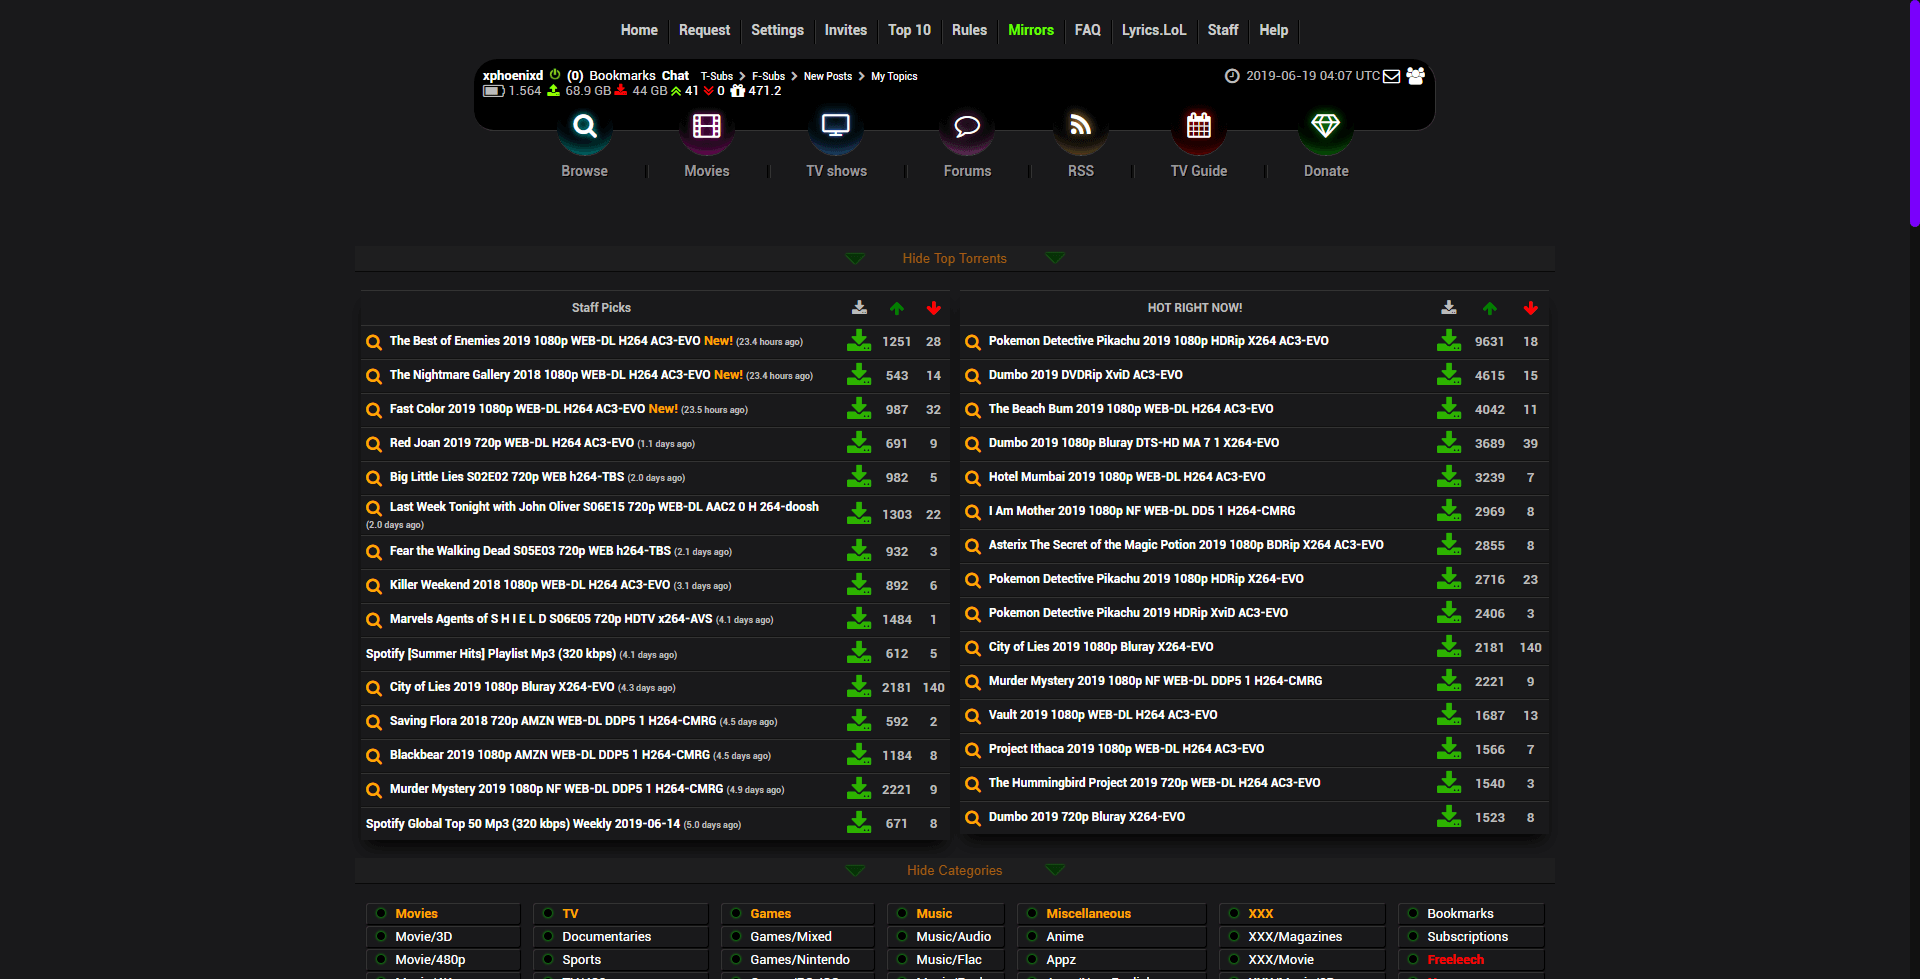 Home Request Settings Invites Top 10 Rules Mirrors FAQ Lyrics.LoL Staff Help
xphoenixd (0) Bookmarks Chat T-Subs F-Subs New Posts My Topics 2019-06-19 04:07 UTC
1.564 68.9 GB 44 GB 41 0 471.2
Browse Movies TV shows Forums RSS TV Guide Donate
Hide Top Torrents
Staff Picks
The Best of Enemies 2019 1080p WEB-DL H264 AC3-EVO New! (23.4 hours ago) 1251 28
The Nightmare Gallery 2018 1080p WEB-DL H264 AC3-EVO New! (23.4 hours ago) 543 14
Fast Color 2019 1080p WEB-DL H264 AC3-EVO New! (23.5 hours ago) 987 32
Red Joan 2019 720p WEB-DL H264 AC3-EVO (1.1 days ago) 691 9
Big Little Lies S02E02 720p WEB h264-TBS (2.0 days ago) 982 5
Last Week Tonight with John Oliver S06E15 720p WEB-DL AAC2 0 H 264-doosh 1303 22
(2.0 days ago)
Fear the Walking Dead S05E03 720p WEB h264-TBS (2.1 days ago) 932 3
Killer Weekend 2018 1080p WEB-DL H264 AC3-EVO (3.1 days ago) 892 6
Marvels Agents of S H I E L D S06E05 720p HDTV x264-AVS (4.1 days ago) 1484 1
Spotify [Summer Hits] Playlist Mp3 (320 kbps) (4.1 days ago) 612 5
City of Lies 2019 1080p Bluray X264-EVO (4.3 days ago) 2181 140
Saving Flora 2018 720p AMZN WEB-DL DDP5 1 H264-CMRG (4.5 days ago) 592 2
Blackbear 2019 1080p AMZN WEB-DL DDP5 1 H264-CMRG (4.5 days ago) 1184 8
Murder Mystery 2019 1080p NF WEB-DL DDP5 1 H264-CMRG (4.9 days ago) 2221 9
Spotify Global Top 50 Mp3 (320 kbps) Weekly 2019-06-14 (5.0 days ago) 671 8
HOT RIGHT NOW!
Pokemon Detective Pikachu 2019 1080p HDRip X264 AC3-EVO 9631 18
Dumbo 2019 DVDRip XviD AC3-EVO 4615 15
The Beach Bum 2019 1080p WEB-DL H264 AC3-EVO 4042 11
Dumbo 2019 1080p Bluray DTS-HD MA 7 1 X264-EVO 3689 39
Hotel Mumbai 2019 1080p WEB-DL H264 AC3-EVO 3239 7
I Am Mother 2019 1080p NF WEB-DL DD5 1 H264-CMRG 2969 8
Asterix The Secret of the Magic Potion 2019 1080p BDRip X264 AC3-EVO 2855 8
Pokemon Detective Pikachu 2019 1080p HDRip X264-EVO 2716 23
Pokemon Detective Pikachu 2019 HDRip XviD AC3-EVO 2406 3
City of Lies 2019 1080p Bluray X264-EVO 2181 140
Murder Mystery 2019 1080p NF WEB-DL DDP5 1 H264-CMRG 2221 9
Vault 2019 1080p WEB-DL H264 AC3-EVO 1687 13
Project Ithaca 2019 1080p WEB-DL H264 AC3-EVO 1566 7
The Hummingbird Project 2019 720p WEB-DL H264 AC3-EVO 1540 3
Dumbo 2019 720p Bluray X264-EVO 1523 8
Hide Categories
Movies TV Games Music Miscellaneous XXX Bookmarks
Movie/3D Documentaries Games/Mixed Music/Audio Anime XXX/Magazines Subscriptions
Movie/480p Sports Games/Nintendo Music/Flac Appz XXX/Movie Freeleech